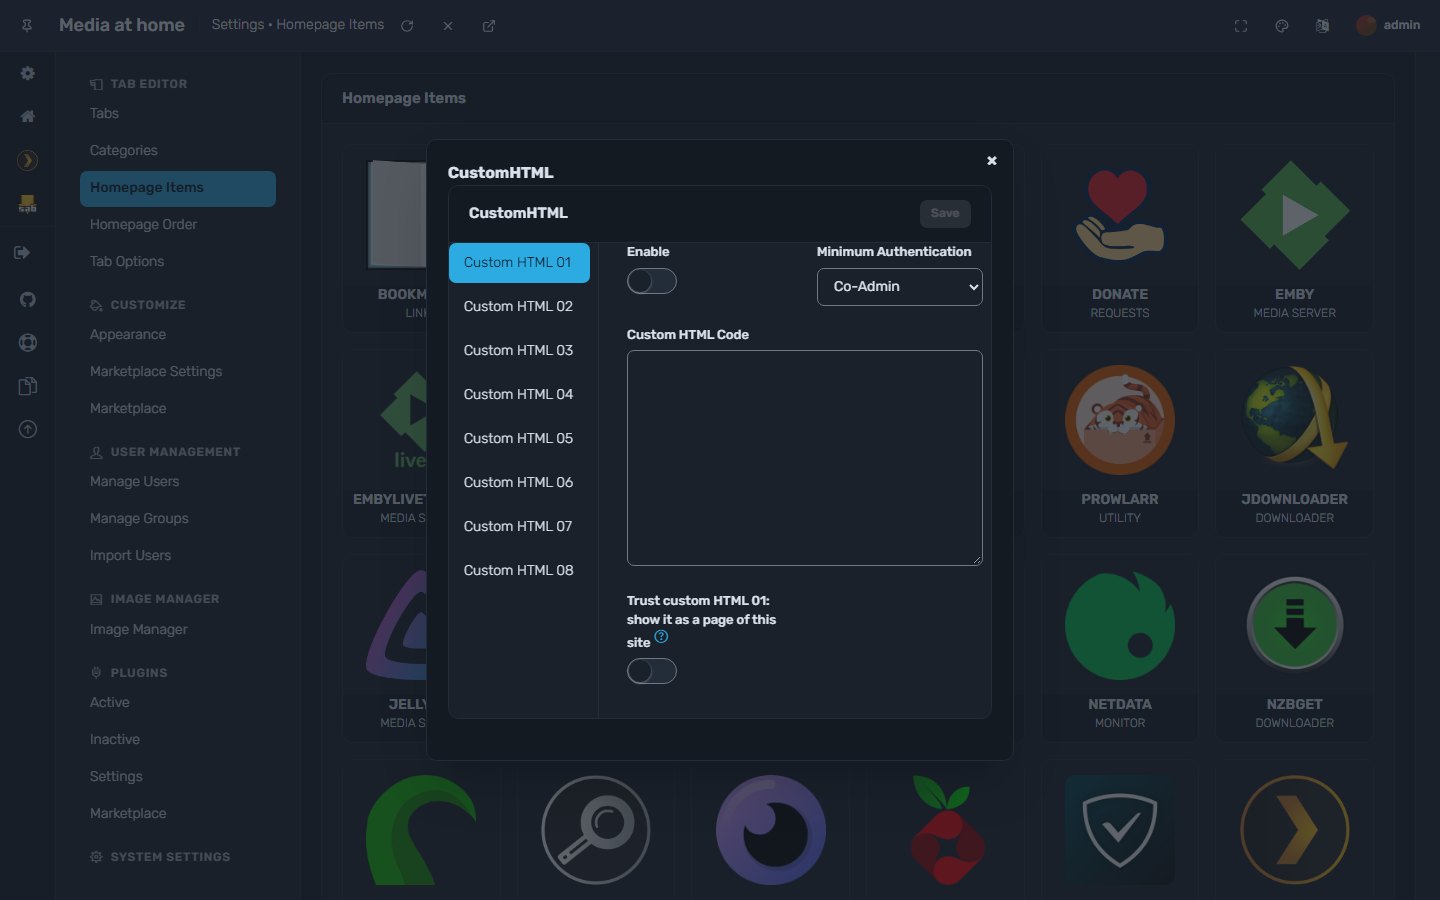 Media at home
Settings • Homepage Items
admin
TAB EDITOR
Tabs
Categories
Homepage Items
Homepage Order
Tab Options
CUSTOMIZE
Appearance
Marketplace Settings
Marketplace
USER MANAGEMENT
Manage Users
Manage Groups
Import Users
IMAGE MANAGER
Image Manager
PLUGINS
Active
Inactive
Settings
Marketplace
SYSTEM SETTINGS
sab
Homepage Items
CustomHTML
CustomHTML
Save
Custom HTML 01
Custom HTML 02
Custom HTML 03
Custom HTML 04
Custom HTML 05
Custom HTML 06
Custom HTML 07
Custom HTML 08
Enable
Minimum Authentication
Co-Admin
Custom HTML Code
Trust custom HTML 01:
show it as a page of this
site
BOOKM
LIN
DONATE
REQUESTS
EMBY
MEDIA SERVER
live
EMBYLIVET
MEDIA S
PROWLARR
UTILITY
JDOWNLOADER
DOWNLOADER
JELLY
MEDIA S
NETDATA
MONITOR
NZBGET
DOWNLOADER